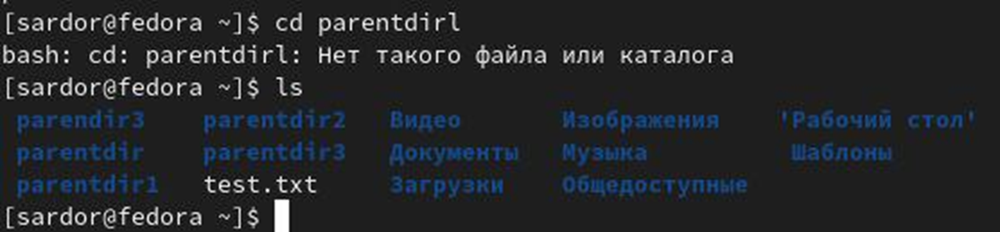 [sardor@fedora ~]$ cd parentdirl
bash: cd: parentdirl: Нет такого файла или каталога
[sardor@fedora ~]$ ls
parendir3 parentdir2 Видео Изображения 'Рабочий стол'
parentdir parentdir3 Документы Музыка Шаблоны
parentdir1 test.txt Загрузки Общедоступные
[sardor@fedora ~]$